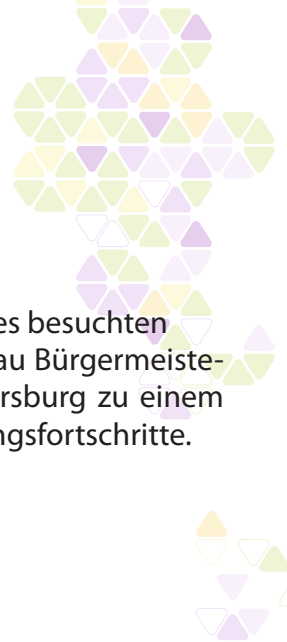 es besuchten
au Bürgermeiste-
rsburg zu einem
ngsfortschritte.